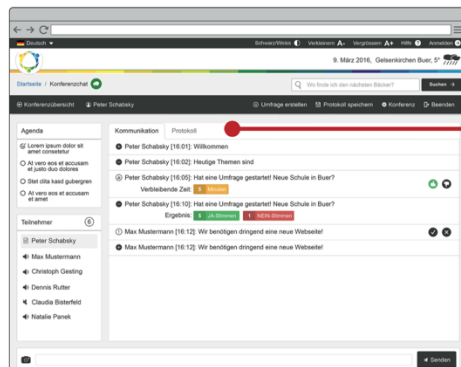 Deutsch
Schwarz/Weiss Verkleinern A- Vergrössern A+ Hilfe Anmelden
9. März 2016, Gelsenkirchen Buer, 5°
Startseite / Konferenzchat
Wo finde ich den nächsten Bäcker?
Suchen
Konferenzübersicht Peter Schabsky
Umfrage erstellen Protokoll speichern Konferenz Beenden
Agenda
Lorem ipsum dolor sit
amet consetetur
At vero eos et accusam
et justo duo dolores
Stet clita kasd gubergren
At vero eos et accusam
et amet
Teilnehmer 6
Peter Schabsky
Max Mustermann
Christoph Gesting
Dennis Rutter
Claudia Bisterfeld
Natalie Panek
Kommunikation Protokoll
Peter Schabsky [16:01]: Willkommen
Peter Schabsky [16:02]: Heutige Themen sind
Peter Schabsky [16:05]: Hat eine Umfrage gestartet! Neue Schule in Buer?
Verbleibende Zeit: 5 Minuten
Peter Schabsky [16:10]: Hat eine Umfrage gestartet! Neue Schule in Buer?
Ergebnis: 5 JA-Stimmen 1 NEIN-Stimmen
Max Mustermann [16:12]: Wir benötigen dringend eine neue Webseite!
Max Mustermann [16:12]: Wir benötigen dringend eine neue Webseite!
Senden